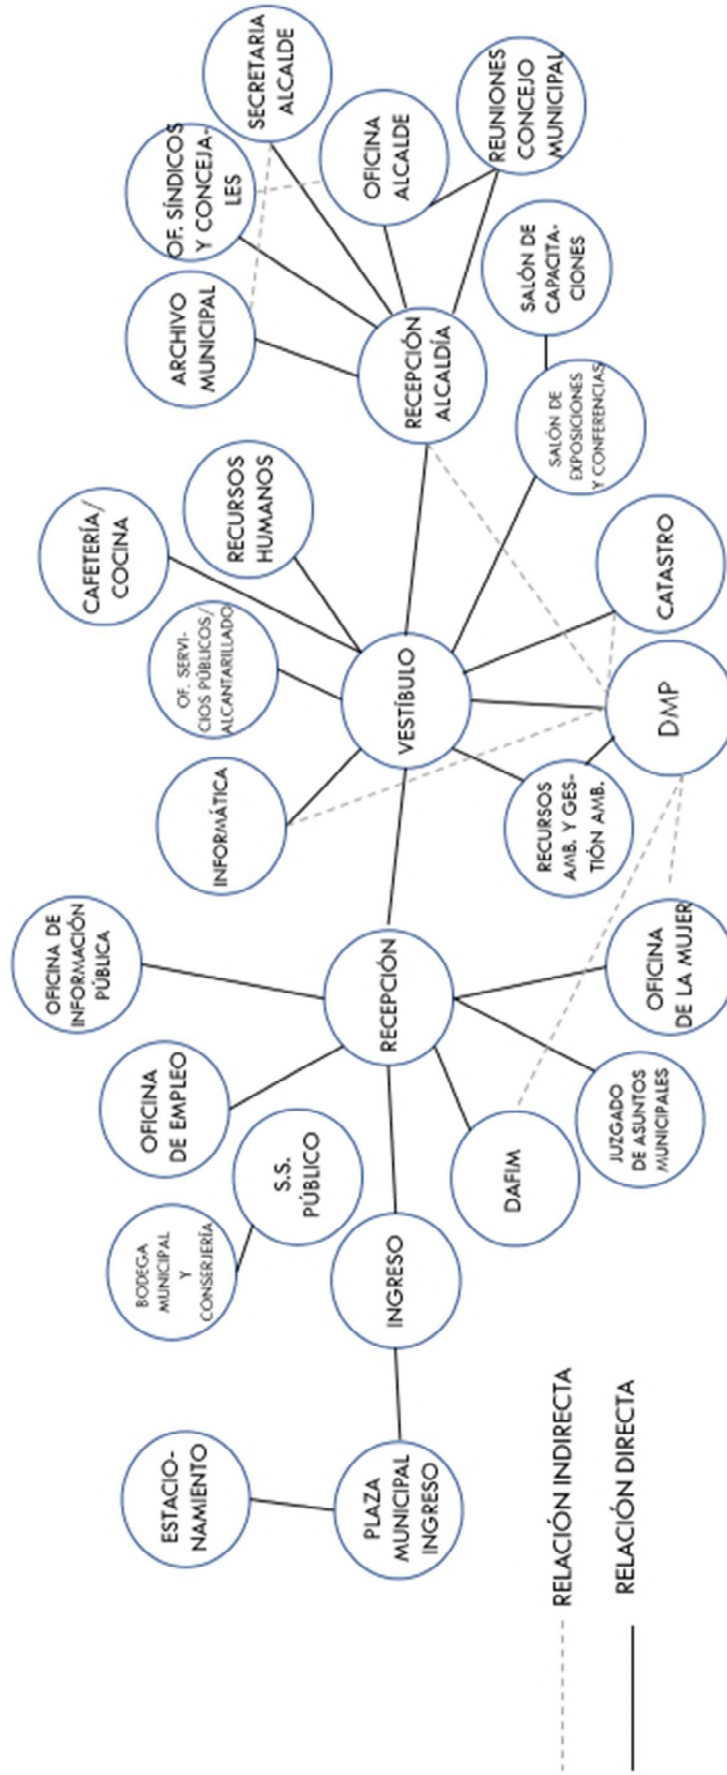 ESTACIO-
NAMIENTO
PLAZA
MUNICIPAL
INGRESO
BODEGA
MUNICIPAL
Y
CONSERJERÍA
S.S.
PÚBLICO
INGRESO
OFICINA
DE EMPLEO
OFICINA DE
INFORMACIÓN
PÚBLICA
RECEPCIÓN
DAFIM
JUZGADO
DE ASUNTOS
MUNICIPALES
OFICINA
DE LA MUJER
INFORMÁTICA
OF. SERVI-
CIOS PÚBLICOS/
ALCANTARILLADO
CAFETERÍA/
COCINA
RECURSOS
HUMANOS
VESTÍBULO
RECURSOS
AMB. Y GES-
TIÓN AMB.
DMP
CATASTRO
SALÓN DE
EXPOSICIONES
Y CONFERENCIAS
SALÓN DE
CAPACITA-
CIONES
RECEPCIÓN
ALCALDÍA
ARCHIVO
MUNICIPAL
OF. SÍNDICOS
Y CONCEJA-
LES
SECRETARIA
ALCALDE
OFICINA
ALCALDE
REUNIONES
CONCEJO
MUNICIPAL
RELACIÓN INDIRECTA
RELACIÓN DIRECTA